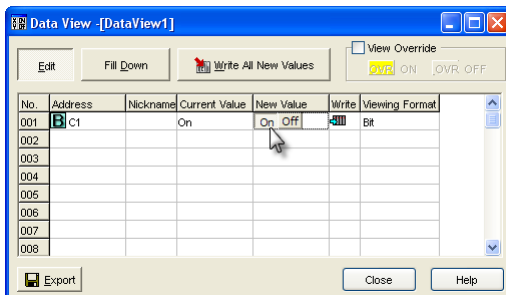 Data View -[DataView1]
View Override
Edit Fill Down Write All New Values OVR ON OVR OFF
No. Address Nickname Current Value New Value Write Viewing Format
001 B C1 On On Off Bit
002
003
004
005
006
007
008
Export Close Help